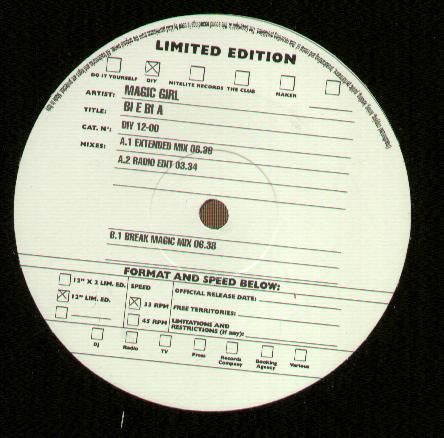 LIMITED EDITION
DO IT YOURSELF DIY NITELITE RECORDS THE CLUB MAKER
ARTIST: MAGIC GIRL
TITLE: BI E BI A
CAT. N°: DIY 12-00
MIXES: A.1 EXTENDED MIX 06.38
A.2 RADIO EDIT 03.34
B.1 BREAK MAGIC MIX 06.38
FORMAT AND SPEED BELOW:
12" X 2 LIM. ED. SPEED OFFICIAL RELEASE DATE:
12" LIM. ED. 33 RPM FREE TERRITORIES:
45 RPM LIMITATIONS AND
RESTRICTIONS (if any):
Dj Radio TV Press Records Company Booking Agency Various